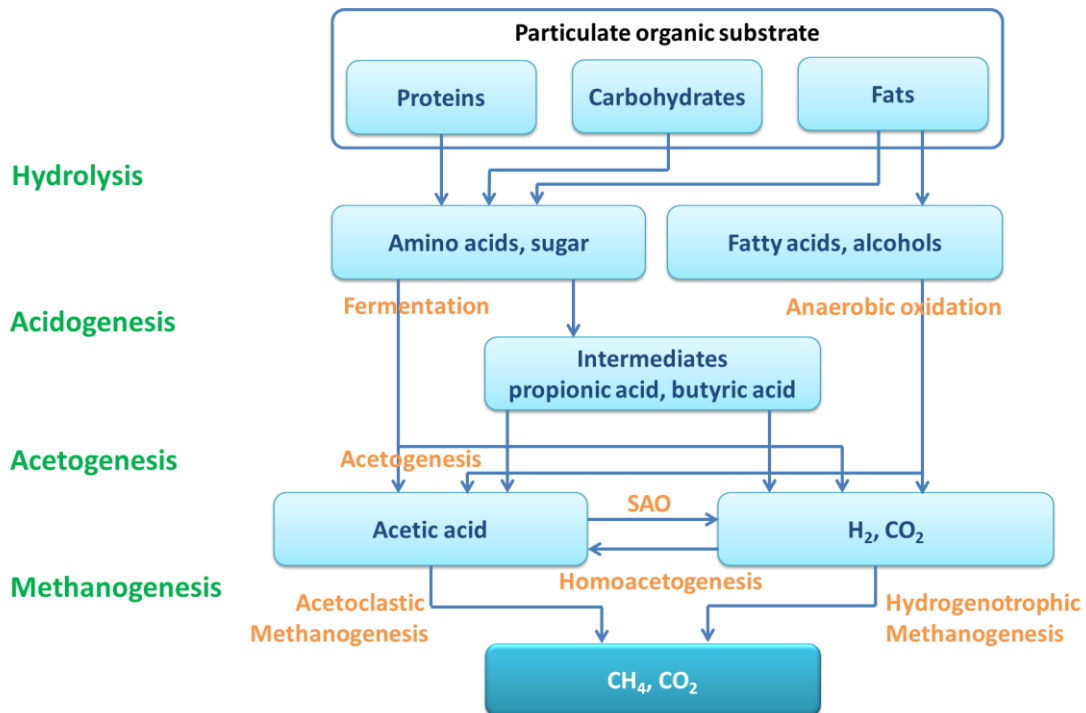 Particulate organic substrate
Proteins
Carbohydrates
Fats
Hydrolysis
Amino acids, sugar
Fatty acids, alcohols
Fermentation
Anaerobic oxidation
Acidogenesis
Intermediates
propionic acid, butyric acid
Acetogenesis
Acetogenesis
SAO
Acetic acid
H₂, CO₂
Methanogenesis
Homoacetogenesis
Acetoclastic
Methanogenesis
Hydrogenotrophic
Methanogenesis
CH₄, CO₂